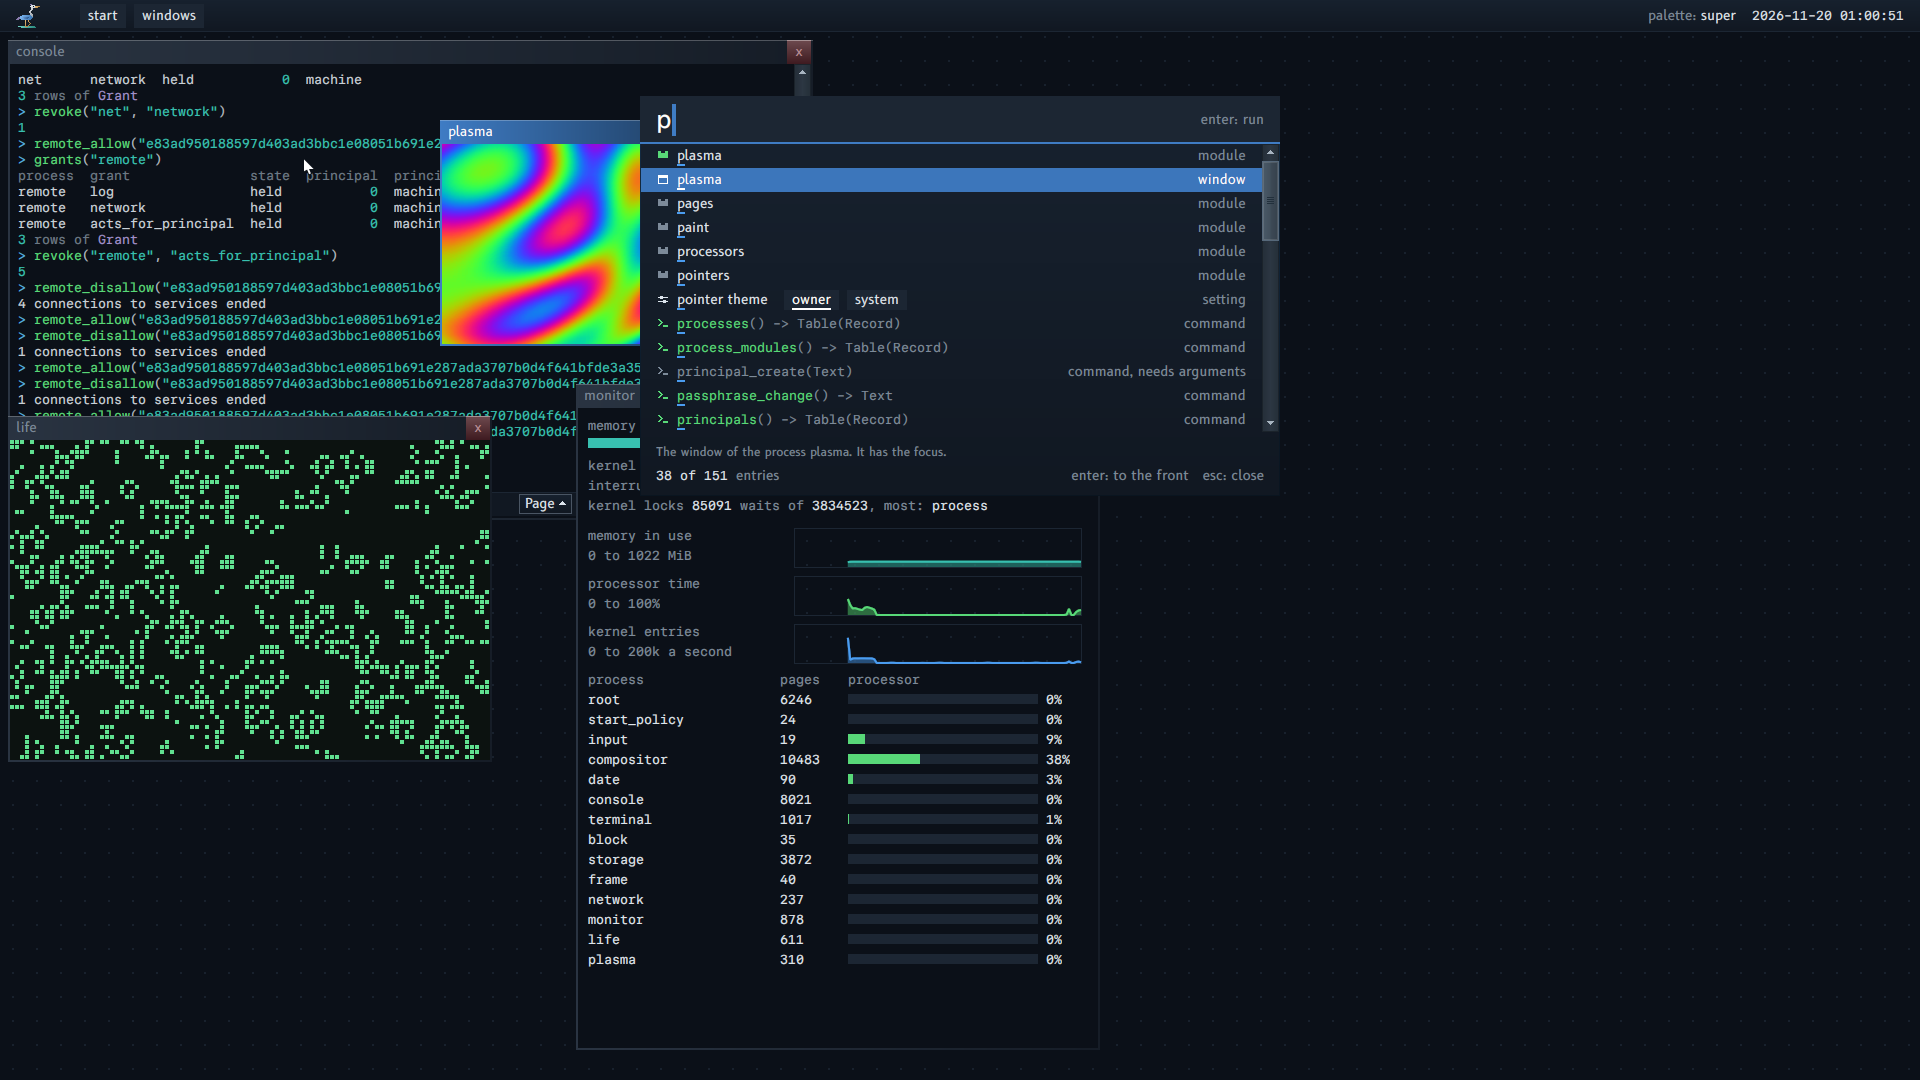 start windows palette: super 2026-11-20 01:00:51
console x
net network held 0 machine
3 rows of Grant
> revoke("net", "network")
1
> remote_allow("e83ad950188597d403ad3bbc1e08051b691e2
> grants("remote")
process grant state principal princi
remote log held 0 machin
remote network held 0 machin
remote acts_for_principal held 0 machin
3 rows of Grant
> revoke("remote", "acts_for_principal")
5
> remote_disallow("e83ad950188597d403ad3bbc1e08051b69
4 connections to services ended
> remote_allow("e83ad950188597d403ad3bbc1e08051b691e2
> remote_disallow("e83ad950188597d403ad3bbc1e08051b69
1 connections to services ended
> remote_allow("e83ad950188597d403ad3bbc1e08051b691e287ada3707b0d4f641bfde3a35
> remote_disallow("e83ad950188597d403ad3bbc1e08051b691e287ada3707b0d4f641bfde3
1 connections to services ended
> remote_allow("e83ad950188597d403ad3bbc1e08051b691e287ada3707b0d4f641
da3707b0d4f
Page
plasma
life x
p enter: run
plasma module
plasma window
pages module
paint module
processors module
pointers module
pointer theme owner system setting
processes() -> Table(Record) command
process_modules() -> Table(Record) command
principal_create(Text) command, needs arguments
passphrase_change() -> Text command
principals() -> Table(Record) command
The window of the process plasma. It has the focus.
38 of 151 entries enter: to the front esc: close
monitor
memory
kernel
interru
kernel locks 85091 waits of 3834523, most: process
memory in use
0 to 1022 MiB
processor time
0 to 100%
kernel entries
0 to 200k a second
process pages processor
root 6246 0%
start_policy 24 0%
input 19 9%
compositor 10483 38%
date 90 3%
console 8021 0%
terminal 1017 1%
block 35 0%
storage 3872 0%
frame 40 0%
network 237 0%
monitor 878 0%
life 611 0%
plasma 310 0%